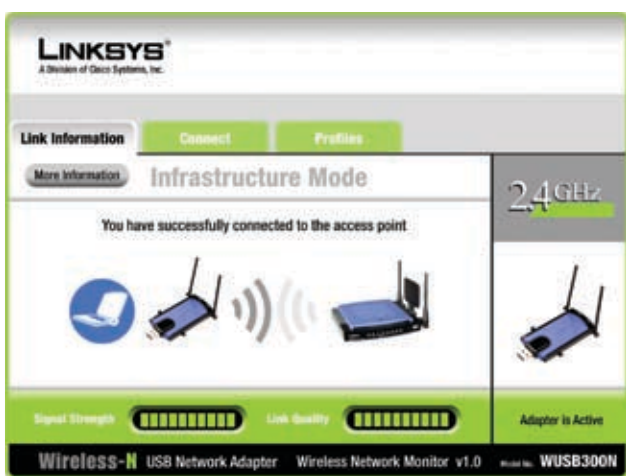 LINKSYS®
A Division of Cisco Systems, Inc.
Link Information Connect Profiles
More Information Infrastructure Mode
2.4GHz
You have successfully connected to the access point
Signal Strength Link Quality
Adapter is Active
Wireless-N USB Network Adapter Wireless Network Monitor v1.0 Model No. WUSB300N